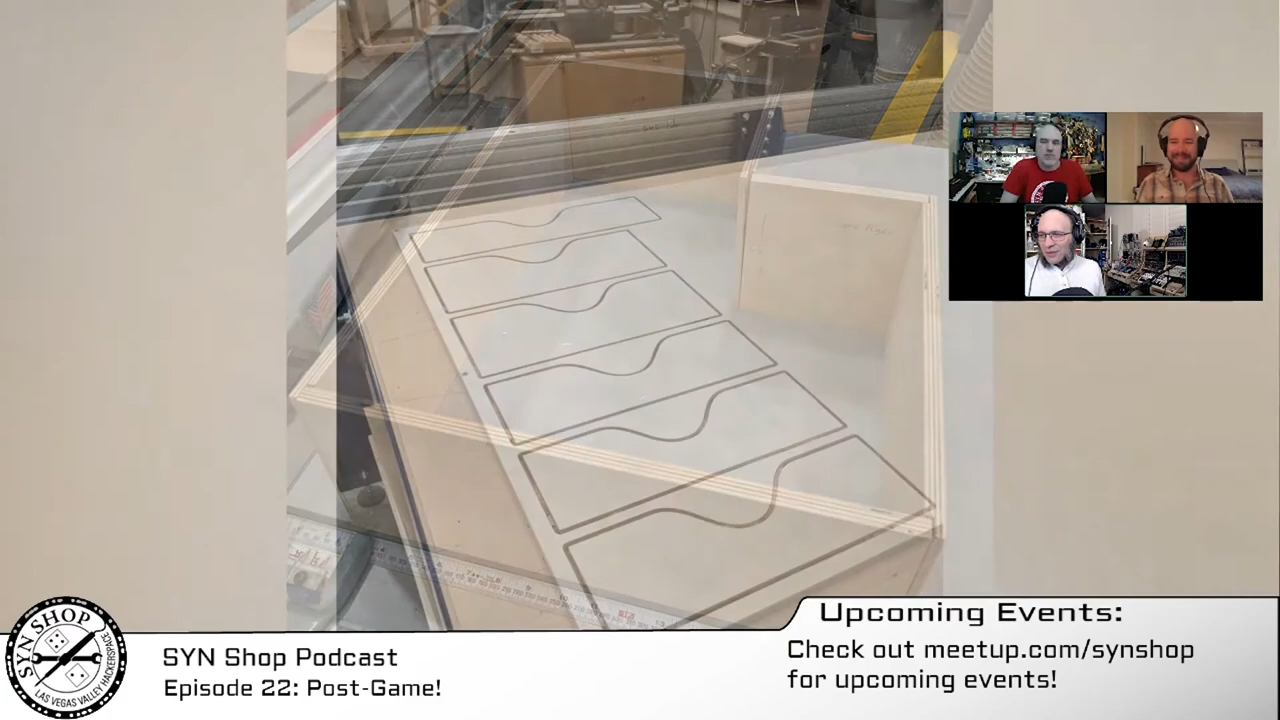 SYN SHOP
LAS VEGAS VALLEY HACKERSPACE
SYN Shop Podcast
Episode 22: Post-Game!
Upcoming Events:
Check out meetup.com/synshop
for upcoming events!